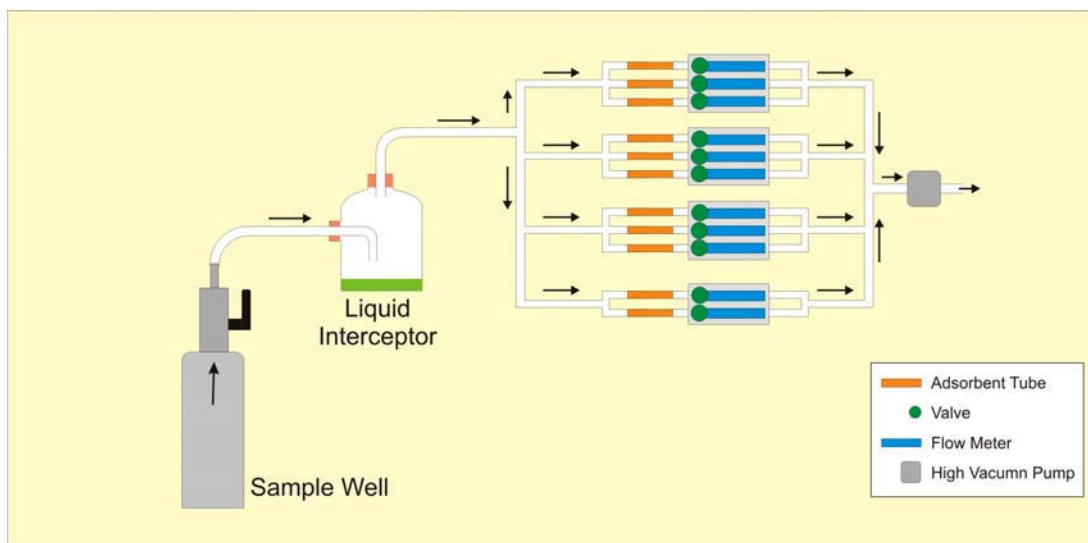 Liquid
Interceptor
Sample Well
Adsorbent Tube
Valve
Flow Meter
High Vacumn Pump